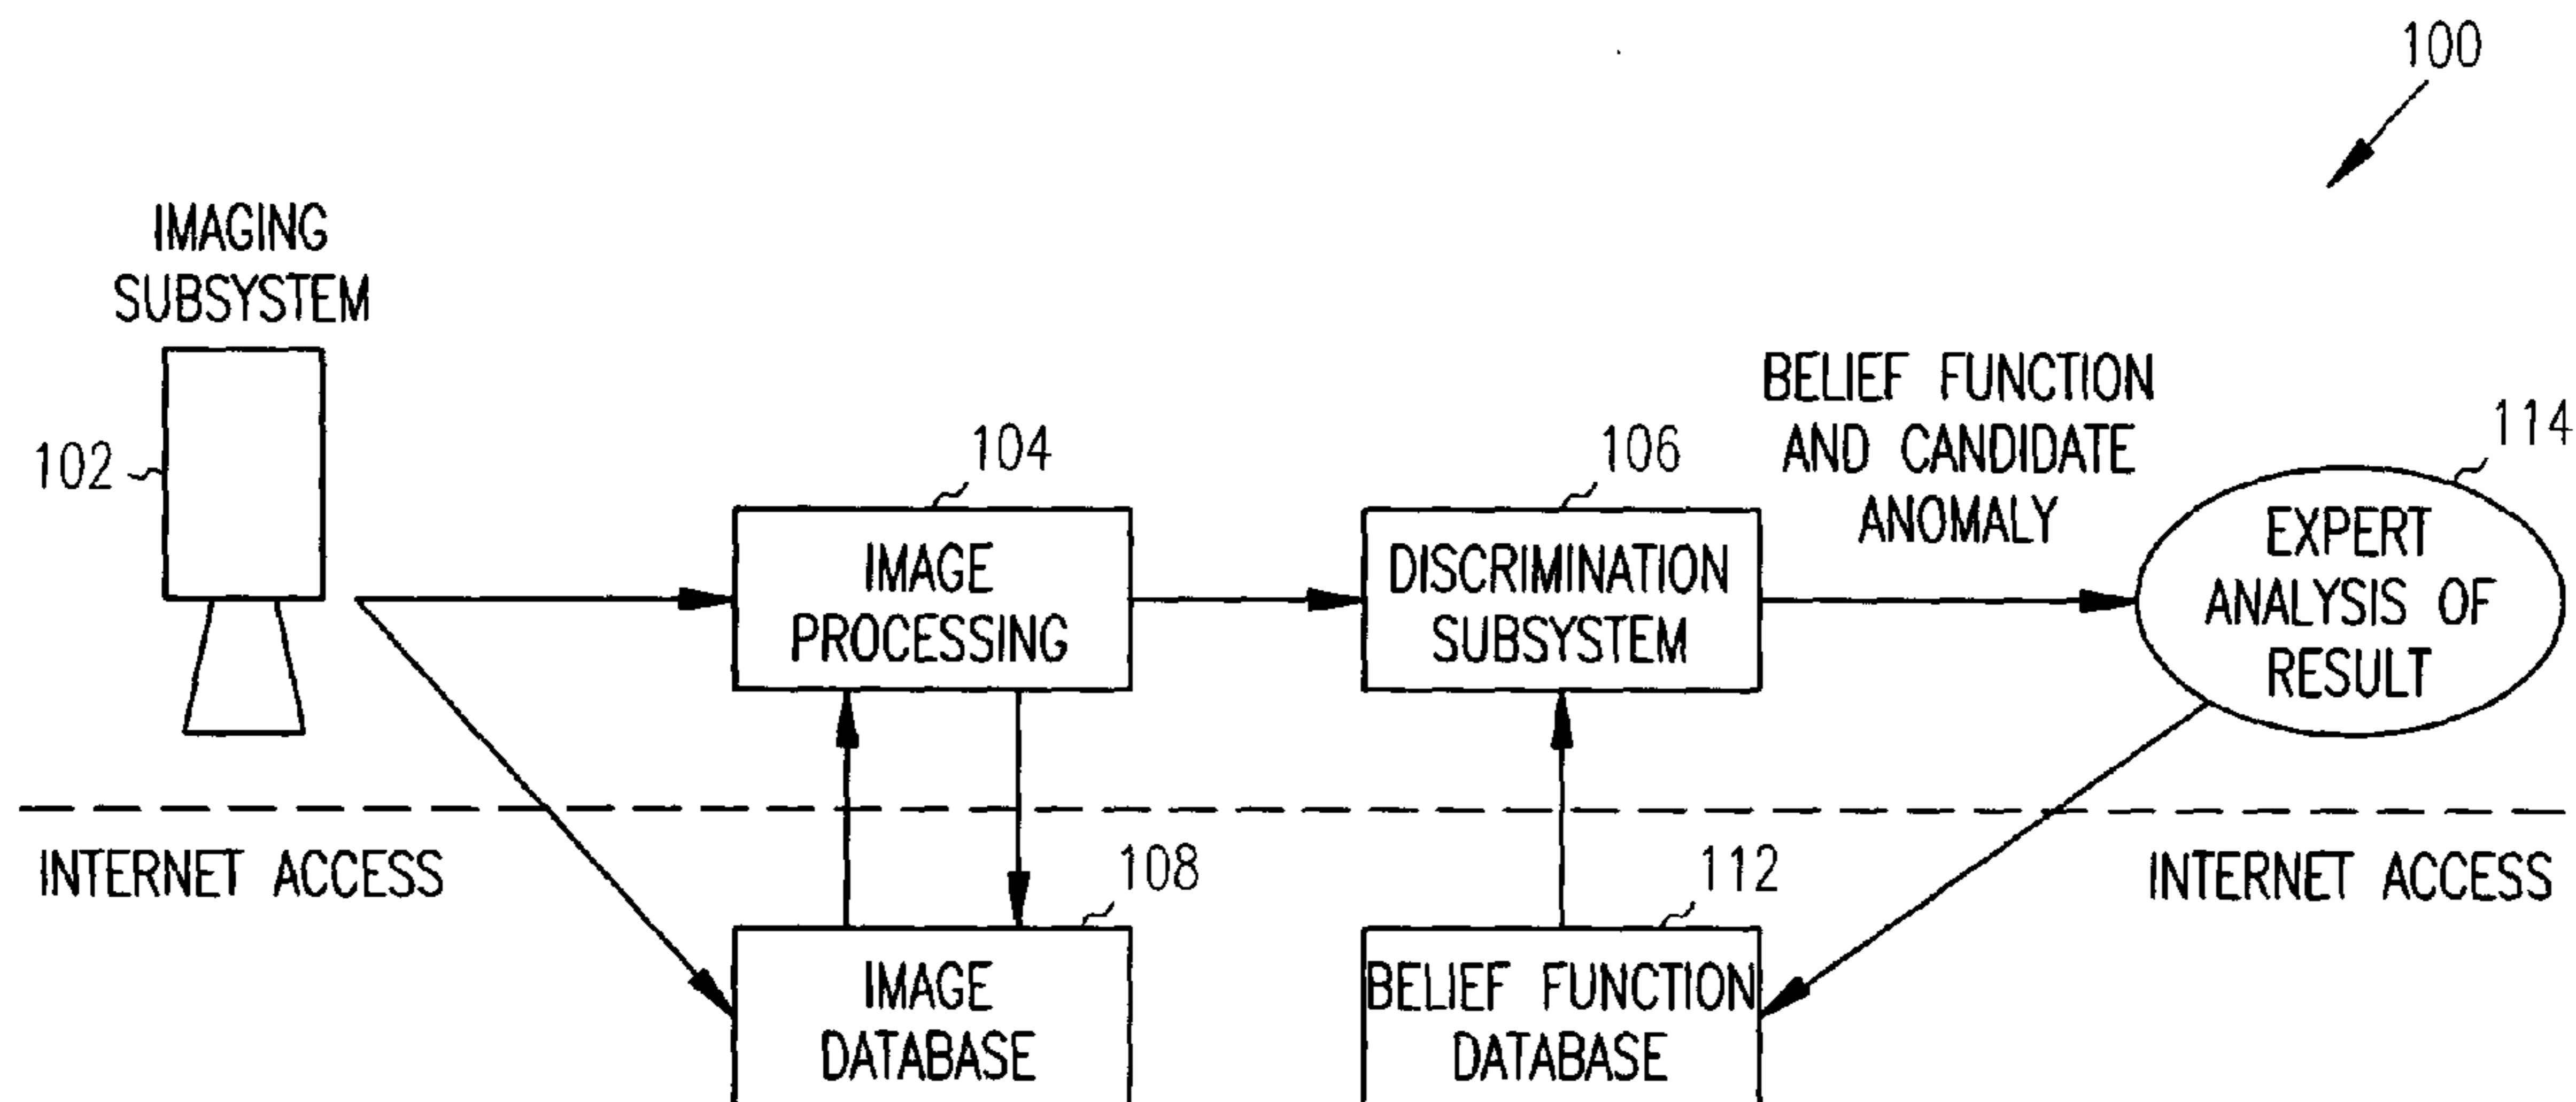 100
IMAGING
SUBSYSTEM
102
104
IMAGE
PROCESSING
106
DISCRIMINATION
SUBSYSTEM
BELIEF FUNCTION
AND CANDIDATE
ANOMALY
114
EXPERT
ANALYSIS OF
RESULT
INTERNET ACCESS
108
IMAGE
DATABASE
112
BELIEF FUNCTION
DATABASE
INTERNET ACCESS